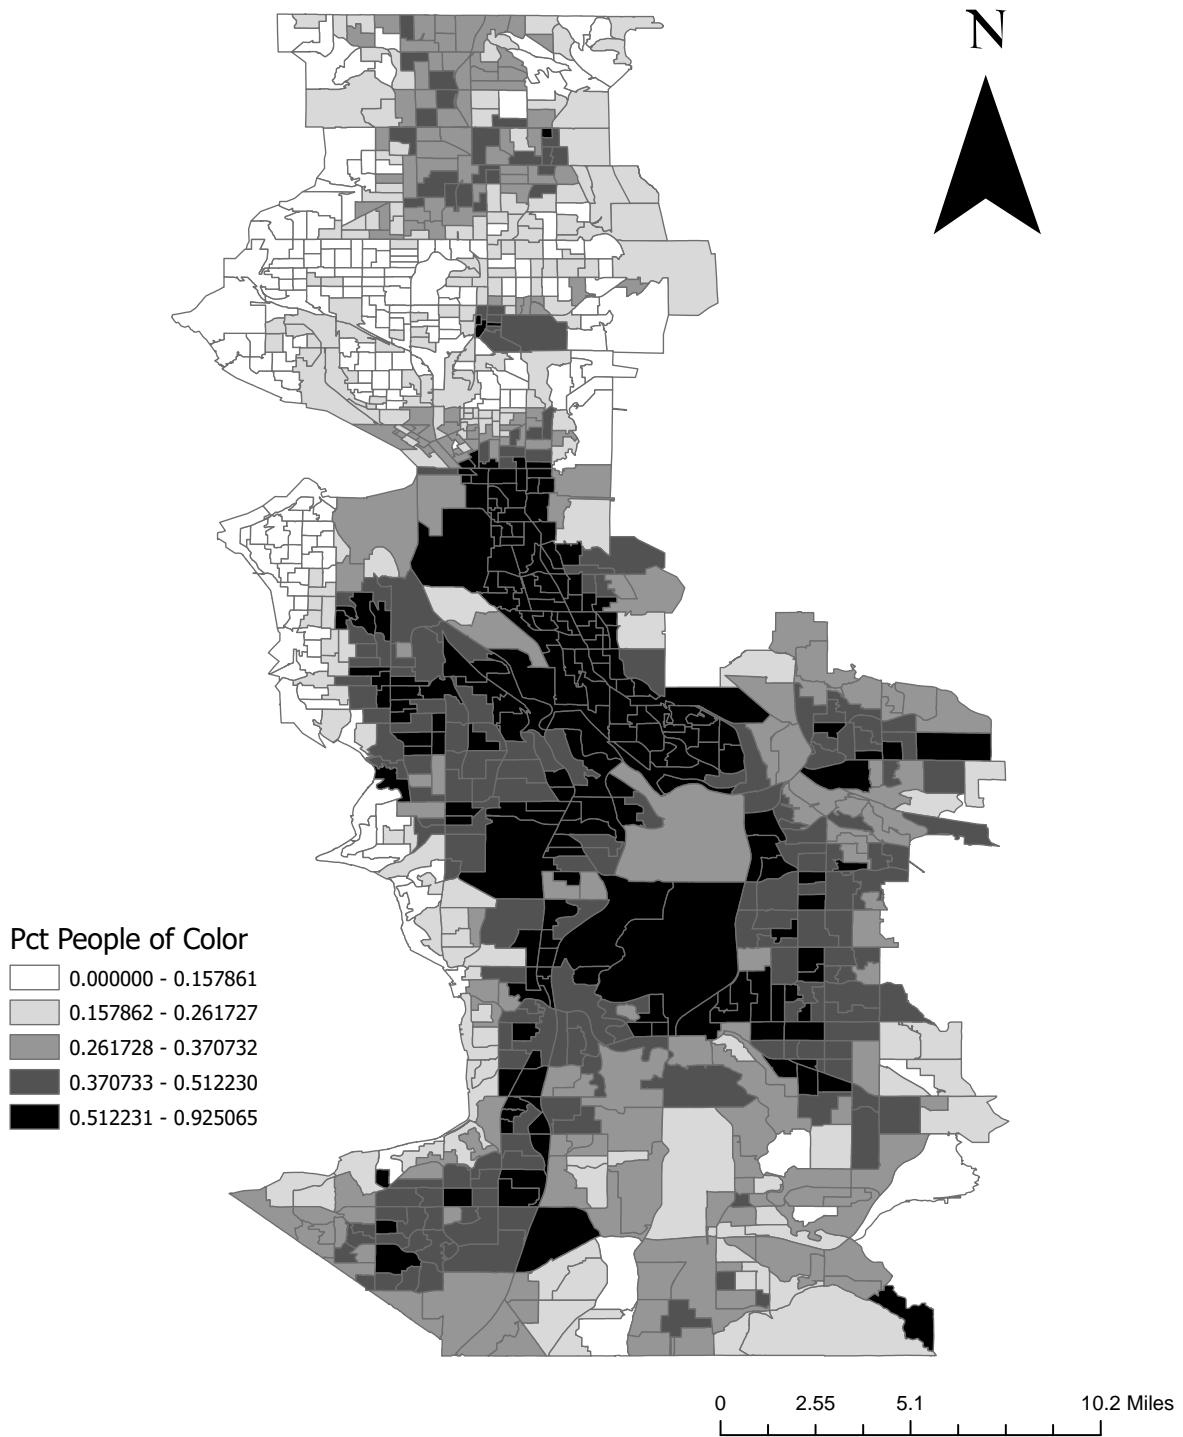 N
Pct People of Color
0.000000 - 0.157861
0.157862 - 0.261727
0.261728 - 0.370732
0.370733 - 0.512230
0.512231 - 0.925065
0 2.55 5.1 10.2 Miles